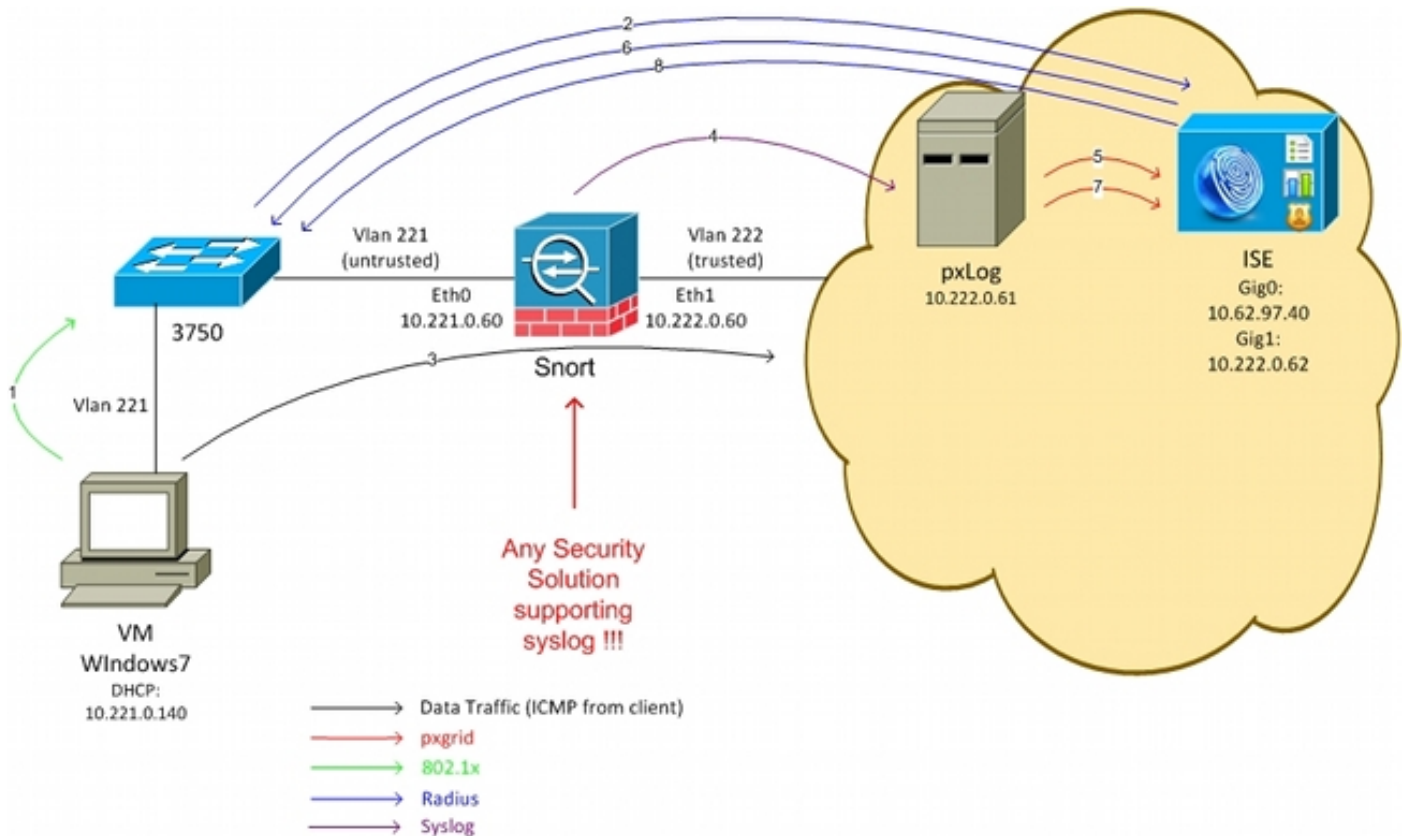 2
6
8
4
5
7
Vlan 221
(untrusted)
Vlan 222
(trusted)
Eth0
10.221.0.60
Eth1
10.222.0.60
3750
Snort
3
1
Vlan 221
pxLog
10.222.0.61
ISE
Gig0:
10.62.97.40
Gig1:
10.222.0.62
Any Security
Solution
supporting
syslog !!!
VM
WIndows7
DHCP:
10.221.0.140
Data Traffic (ICMP from client)
pxgrid
802.1x
Radius
Syslog